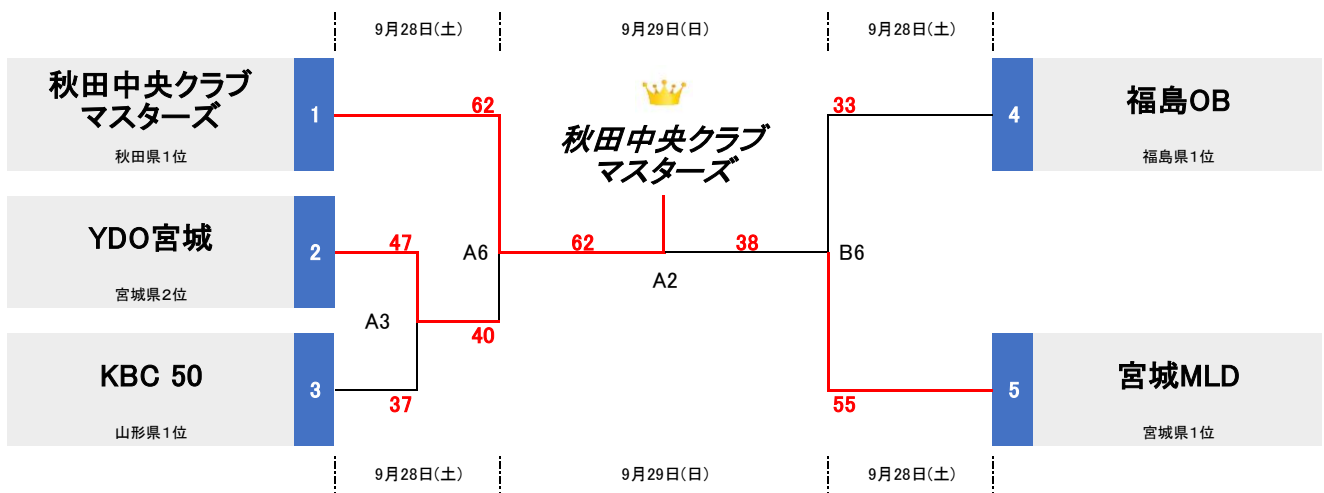 9月28日(土)
9月29日(日)
9月28日(土)
秋田中央クラブ
マスターズ
秋田県1位
1
62
秋田中央クラブ
マスターズ
33
4
福島OB
福島県1位
YDO宮城
宮城県2位
2
47
A6
62
38
B6
A2
A3
40
KBC 50
山形県1位
3
37
55
5
宮城MLD
宮城県1位
9月28日(土)
9月29日(日)
9月28日(土)